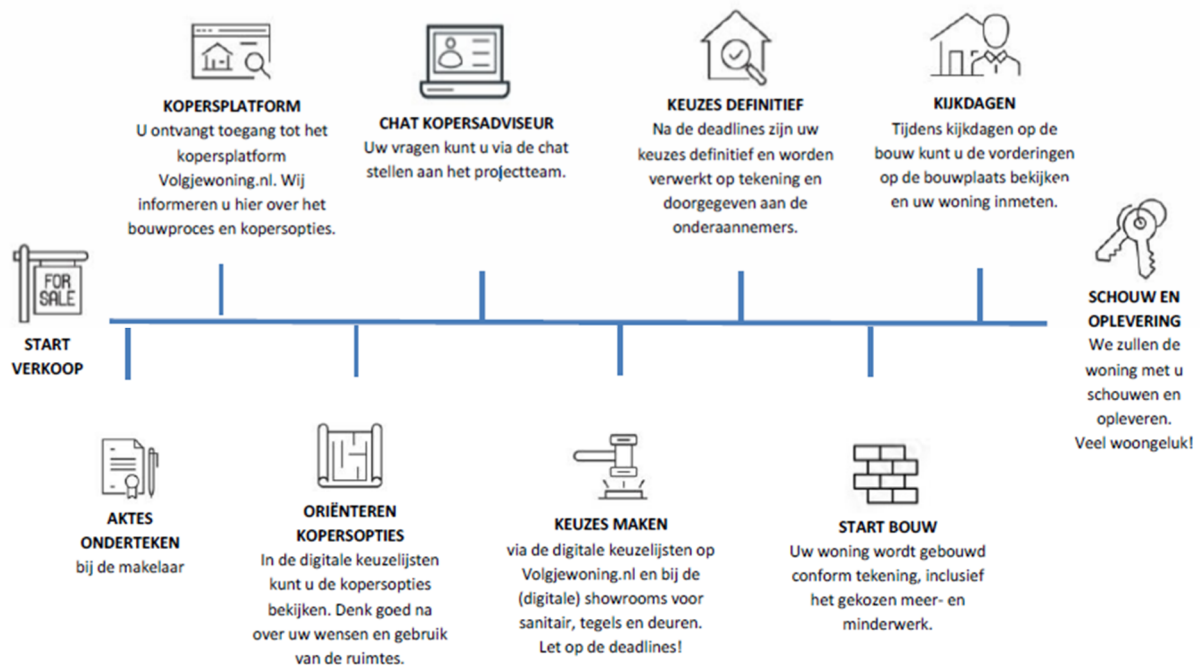 KOPERSPLATFORM
U ontvangt toegang tot het
kopersplatform
Volgjewoning.nl. Wij
informeren u hier over het
bouwproces en kopersopties.
CHAT KOPERSADVISEUR
Uw vragen kunt u via de chat
stellen aan het projectteam.
KEUZES DEFINITIEF
Na de deadlines zijn uw
keuzes definitief en worden
verwerkt op tekening en
doorgegeven aan de
onderaannemers.
KIJKDAGEN
Tijdens kijkdagen op de
bouw kunt u de vorderingen
op de bouwplaats bekijken
en uw woning inmeten.
FOR
SALE
START
VERKOOP
SCHOUW EN
OPLEVERING
We zullen de
woning met u
schouwen en
opleveren.
Veel woongeluk!
AKTES
ONDERTEKEN
bij de makelaar
ORIËNTEREN
KOPERSOPTIES
In de digitale keuzelijsten
kunt u de kopersopties
bekijken. Denk goed na
over uw wensen en gebruik
van de ruimtes.
KEUZES MAKEN
via de digitale keuzelijsten op
Volgjewoning.nl en bij de
(digitale) showrooms voor
sanitair, tegels en deuren.
Let op de deadlines!
START BOUW
Uw woning wordt gebouwd
conform tekening, inclusief
het gekozen meer- en
minderwerk.